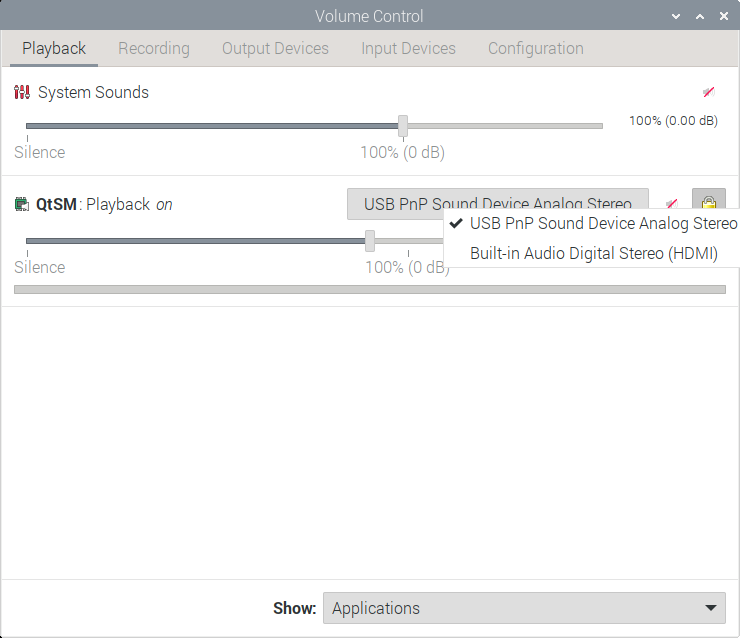 Volume Control
Playback Recording Output Devices Input Devices Configuration
System Sounds
100% (0.00 dB)
Silence 100% (0 dB)
QtSM: Playback on USB PnP Sound Device Analog Stereo
USB PnP Sound Device Analog Stereo
Built-in Audio Digital Stereo (HDMI)
Silence 100% (0 dB)
Show: Applications